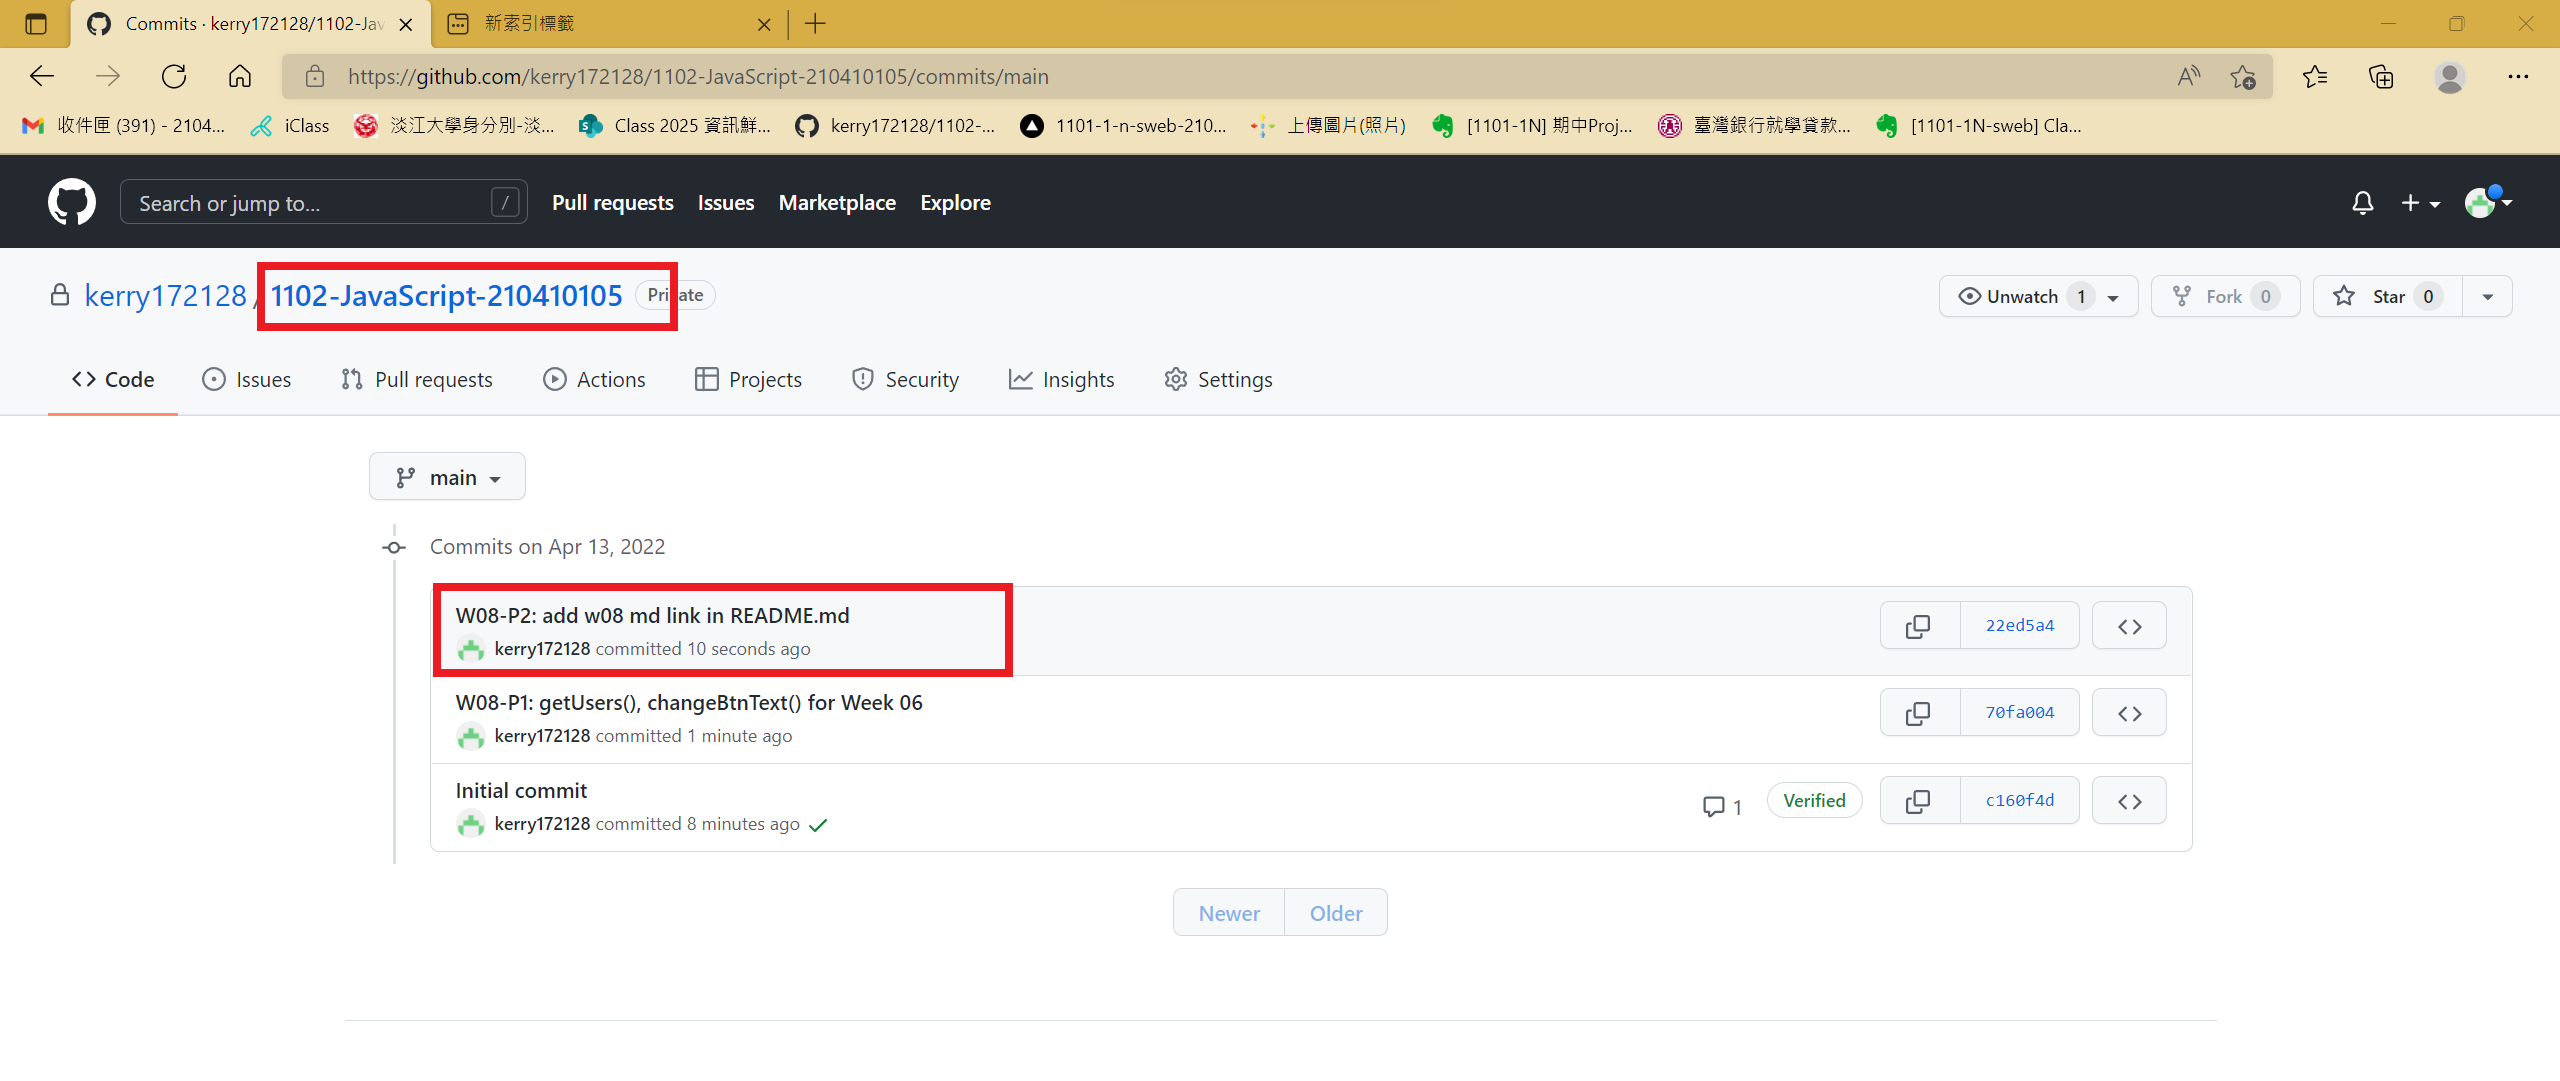 Commits · kerry172128/1102-Jav
新索引標籤
https://github.com/kerry172128/1102-JavaScript-210410105/commits/main
收件匣 (391) - 2104...
iClass
淡江大學身分別-淡...
Class 2025 資訊鮮...
kerry172128/1102-...
1101-1-n-sweb-210...
上傳圖片(照片)
[1101-1N] 期中Proj...
臺灣銀行就學貸款...
[1101-1N-sweb] Cla...
Search or jump to... /
Pull requests Issues Marketplace Explore
kerry172128 / 1102-JavaScript-210410105 Private
Unwatch 1 Fork 0 Star 0
Code Issues Pull requests Actions Projects Security Insights Settings
main
Commits on Apr 13, 2022
W08-P2: add w08 md link in README.md
kerry172128 committed 10 seconds ago
22ed5a4
W08-P1: getUsers(), changeBtnText() for Week 06
kerry172128 committed 1 minute ago
70fa004
Initial commit
kerry172128 committed 8 minutes ago
1 Verified c160f4d
Newer Older